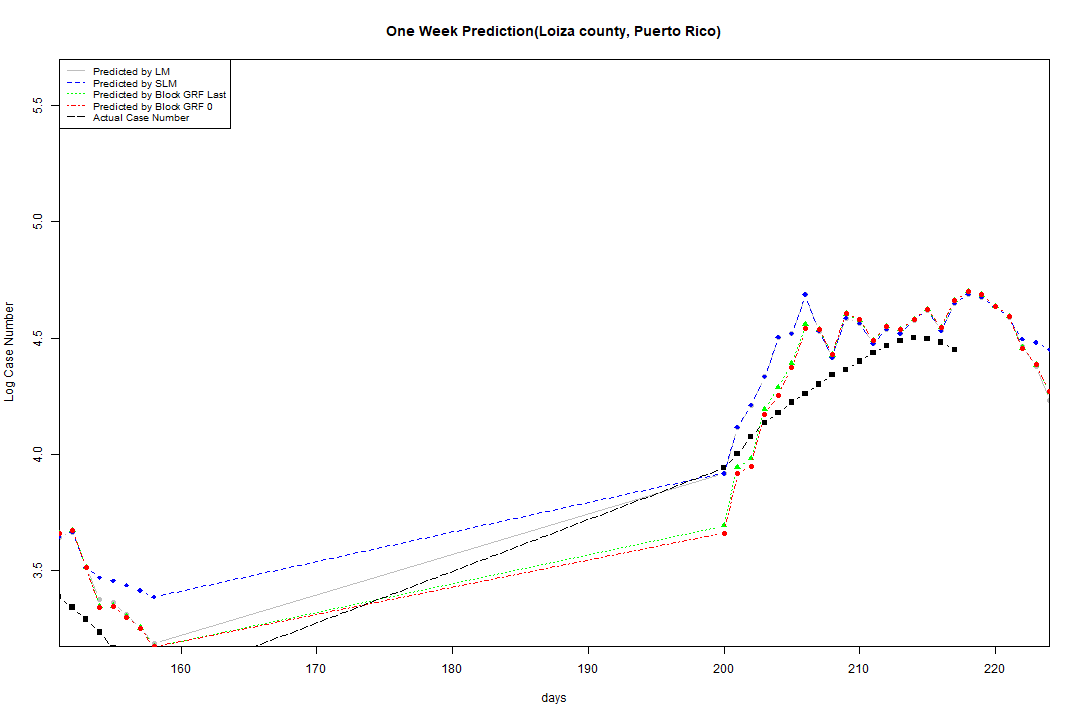 One Week Prediction(Loiza county, Puerto Rico)
Predicted by LM
Predicted by SLM
Predicted by Block GRF Last
Predicted by Block GRF 0
Actual Case Number
5.5
5.0
4.5
4.0
3.5
Log Case Number
160 170 180 190 200 210 220
days